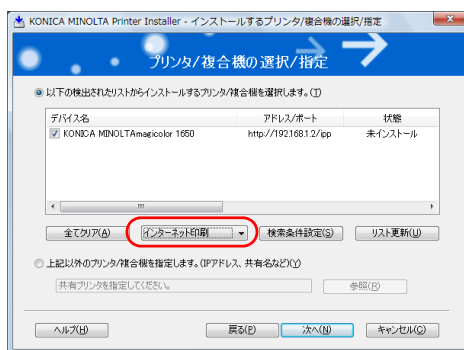 KONICA MINOLTA Printer Installer - インストールするプリンタ/複合機の選択/指定
プリンタ/複合機の選択/指定
以下の検出されたリストからインストールするプリンタ/複合機を選択します。(T)
デバイス名 アドレス/ポート 状態
KONICA MINOLTAmagicolor 1650 http://192.168.1.2/ipp 未インストール
全てクリア(A) インターネット印刷 検索条件設定(S) リスト更新(U)
上記以外のプリンタ/複合機を指定します。(IPアドレス、共有名など)(Y)
共有プリンタを指定してください。 参照(R)
ヘルプ(H) 戻る(P) 次へ(N) キャンセル(C)